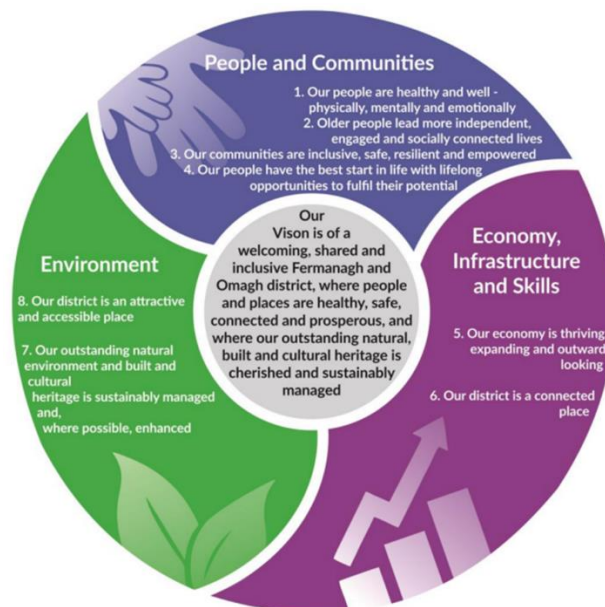 People and Communities
1. Our people are healthy and well -
physically, mentally and emotionally
2. Older people lead more independent,
engaged and socially connected lives
3. Our communities are inclusive, safe, resilient and empowered
4. Our people have the best start in life with lifelong
opportunities to fulfil their potential
Our
Vison is of a
welcoming, shared and
inclusive Fermanagh and
Omagh district, where people
and places are healthy, safe,
connected and prosperous, and
where our outstanding natural,
built and cultural heritage is
cherished and sustainably
managed
Economy,
Infrastructure
and Skills
5. Our economy is thriving,
expanding and outward
looking
6. Our district is a connected
place
Environment
8. Our district is an attractive
and accessible place
7. Our outstanding natural
environment and built and
cultural
heritage is sustainably managed
and,
where possible, enhanced